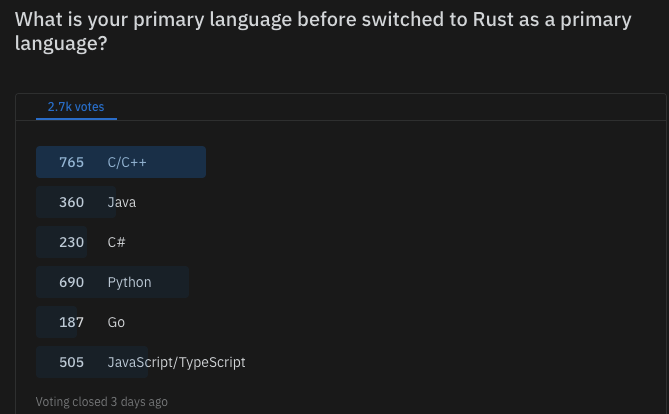 What is your primary language before switched to Rust as a primary
language?
2.7k votes
765 C/C++
360 Java
230 C#
690 Python
187 Go
505 JavaScript/TypeScript
Voting closed 3 days ago